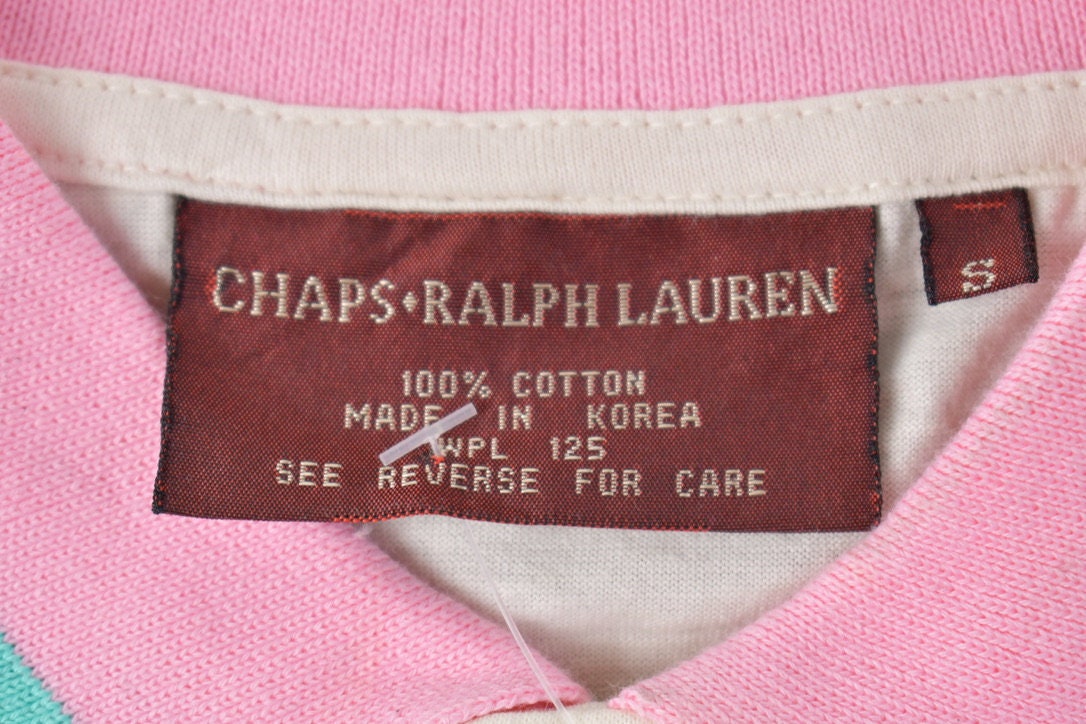 CHAPS•RALPH LAUREN
S
100% COTTON
MADE IN KOREA
WPL 125
SEE REVERSE FOR CARE